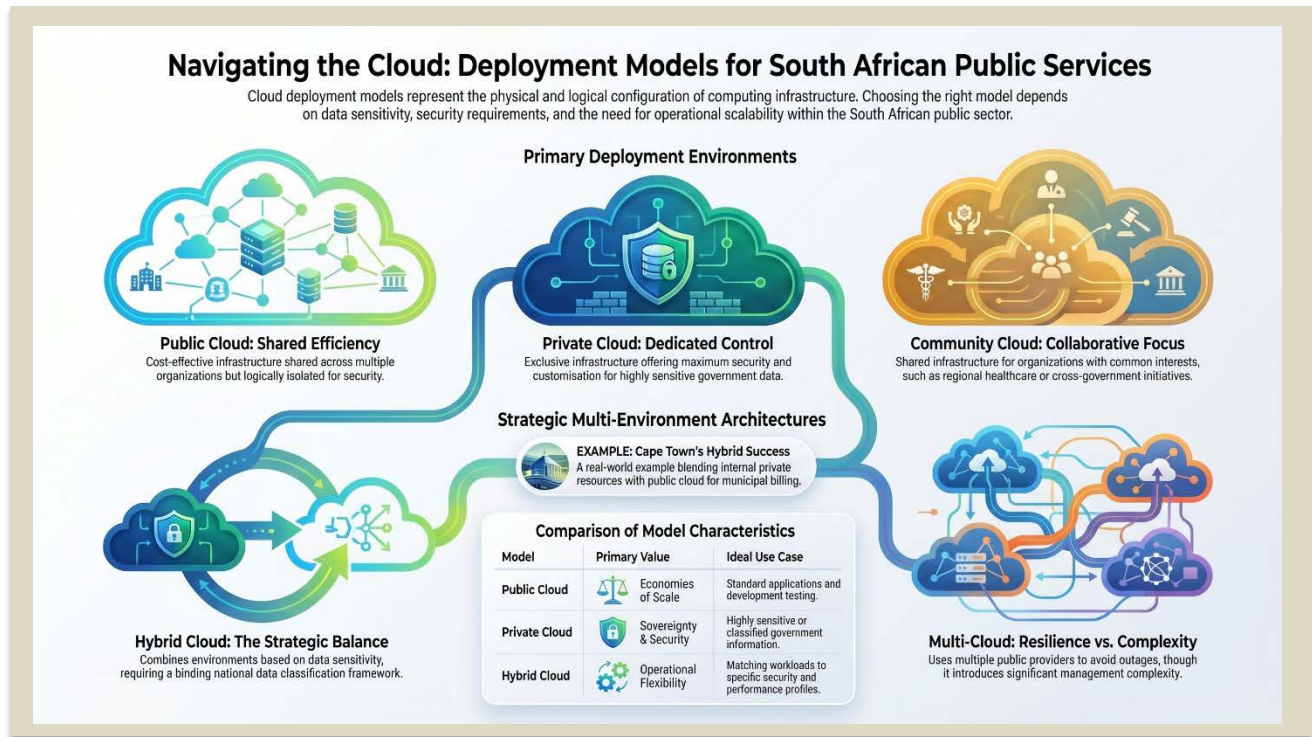 Navigating the Cloud: Deployment Models for South African Public Services
Cloud deployment models represent the physical and logical configuration of computing infrastructure. Choosing the right model depends
on data sensitivity, security requirements, and the need for operational scalability within the South African public sector.
Primary Deployment Environments
Public Cloud: Shared Efficiency
Cost-effective infrastructure shared across multiple
organizations but logically isolated for security.
Private Cloud: Dedicated Control
Exclusive infrastructure offering maximum security and
customisation for highly sensitive government data.
Community Cloud: Collaborative Focus
Shared infrastructure for organizations with common interests,
such as regional healthcare or cross-government initiatives.
Strategic Multi-Environment Architectures
EXAMPLE: Cape Town's Hybrid Success
A real-world example blending internal private
resources with public cloud for municipal billing.
Hybrid Cloud: The Strategic Balance
Combines environments based on data sensitivity,
requiring a binding national data classification framework.
Comparison of Model Characteristics
Model Primary Value Ideal Use Case
Public Cloud
Economies
of Scale
Standard applications and
development testing.
Private Cloud
Sovereignty
& Security
Highly sensitive or
classified government
information.
Hybrid Cloud
Operational
Flexibility
Matching workloads to
specific security and
performance profiles.
Multi-Cloud: Resilience vs. Complexity
Uses multiple public providers to avoid outages, though
it introduces significant management complexity.